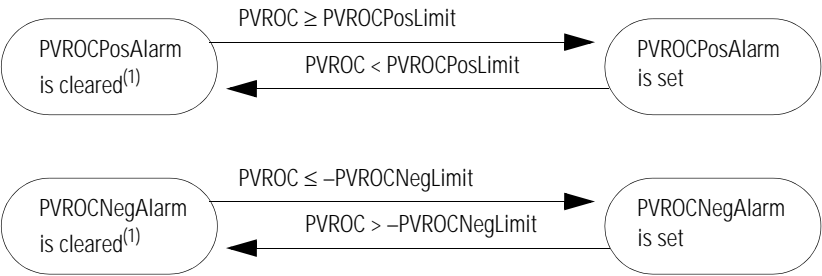 PVROC ≥ PVROCPosLimit
PVROCPosAlarm
is cleared(1)
PVROC < PVROCPosLimit
PVROCPosAlarm
is set
PVROC ≤ –PVROCNegLimit
PVROCNegAlarm
is cleared(1)
PVROC > –PVROCNegLimit
PVROCNegAlarm
is set